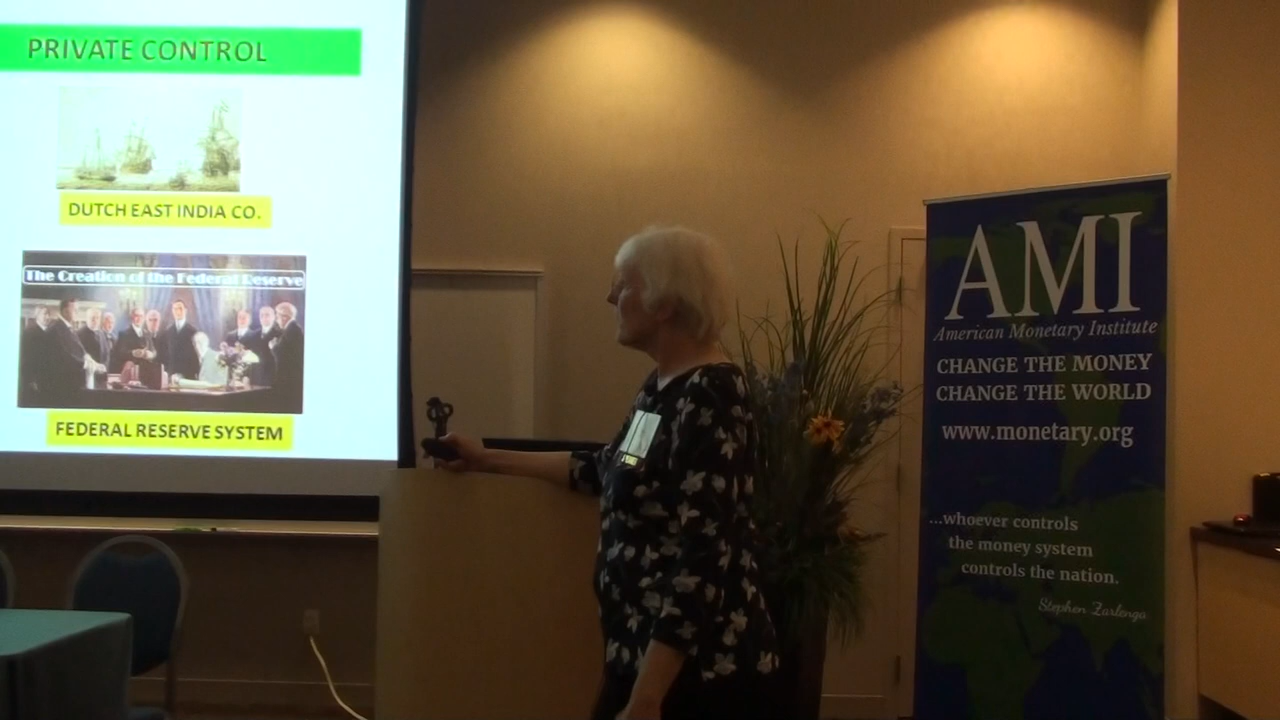 PRIVATE CONTROL
DUTCH EAST INDIA CO.
The Creation of the Federal Reserve
FEDERAL RESERVE SYSTEM
AMI
American Monetary Institute
CHANGE THE MONEY
CHANGE THE WORLD
www.monetary.org
...whoever controls
the money system
controls the nation.
Stephen Zarlenga